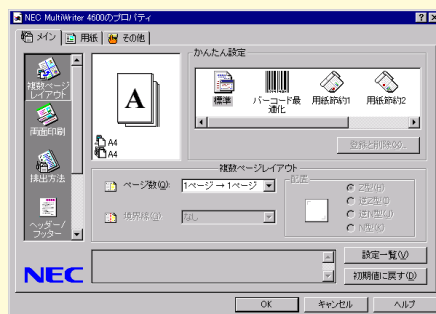 NEC MultiWriter 4600のプロパティ
メイン 用紙 その他
複数ページ
レイアウト
両面印刷
排出方法
ヘッダー/
フッター
A
A4
A4
かんたん設定
標準 バーコード最適化 用紙節約1 用紙節約2
登録と削除(X)...
複数ページレイアウト
ページ数(O): 1ページ → 1ページ
境界線(Q): なし
配置
Z型(H)
逆Z型(I)
逆N型(J)
N型(K)
NEC
設定一覧(V)
初期値に戻す(D)
OK キャンセル ヘルプ